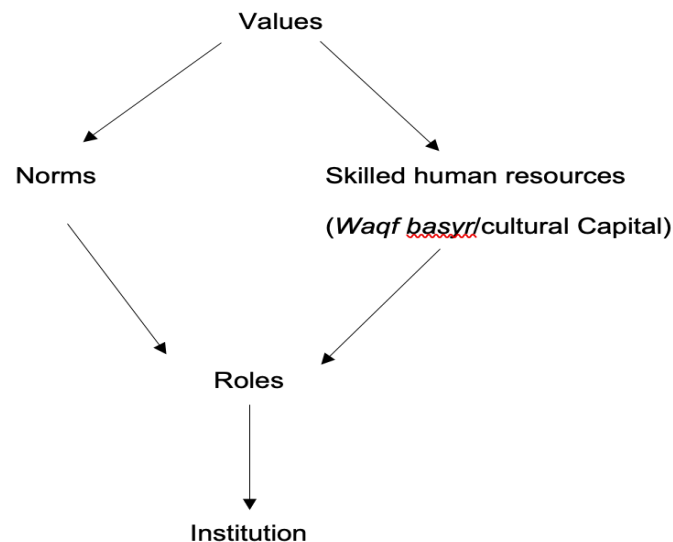 Values
Norms
Skilled human resources
(Waqf basyr/cultural Capital)
Roles
Institution